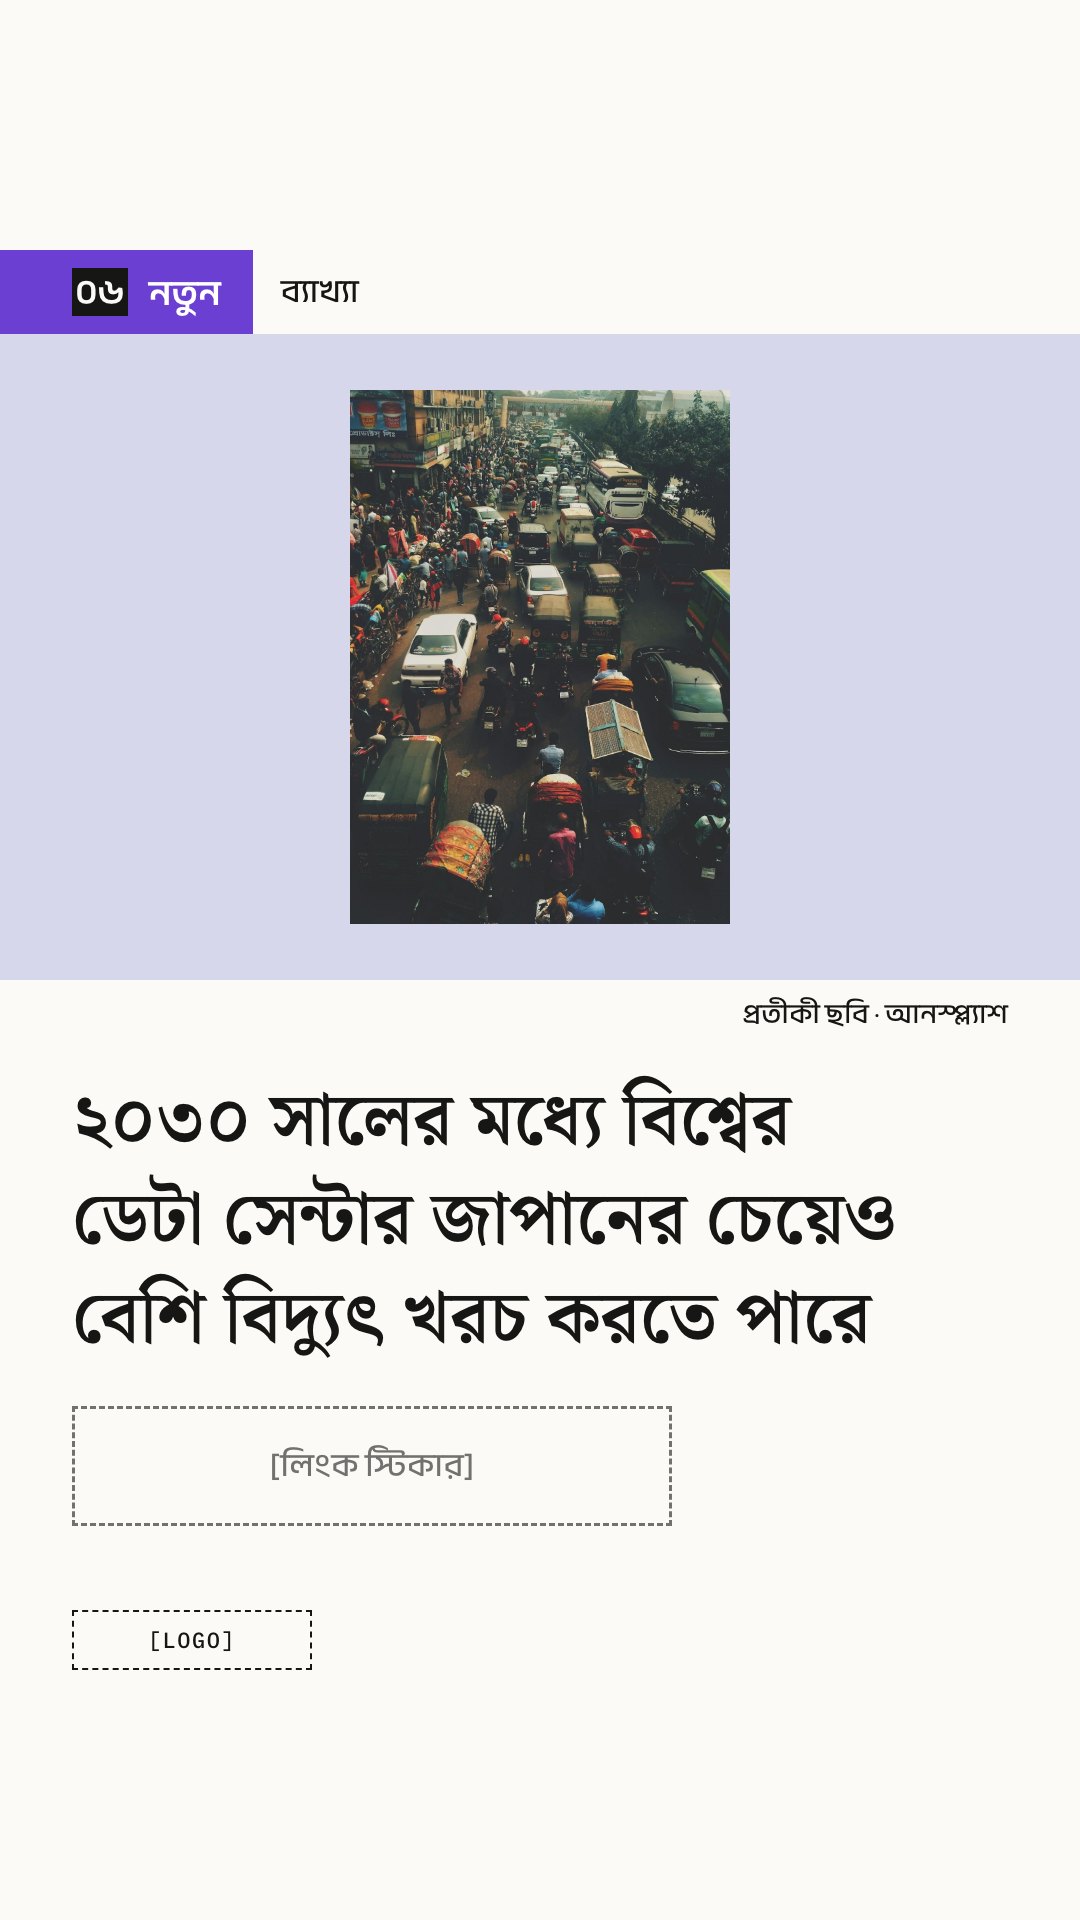 ০৬ নতুন ব্যাখ্যা
প্রতীকী ছবি · আনস্প্ল্যাশ
২০৩০ সালের মধ্যে বিশ্বের
ডেটা সেন্টার জাপানের চেয়েও
বেশি বিদ্যুৎ খরচ করতে পারে
[লিংক স্টিকার]
[LOGO]